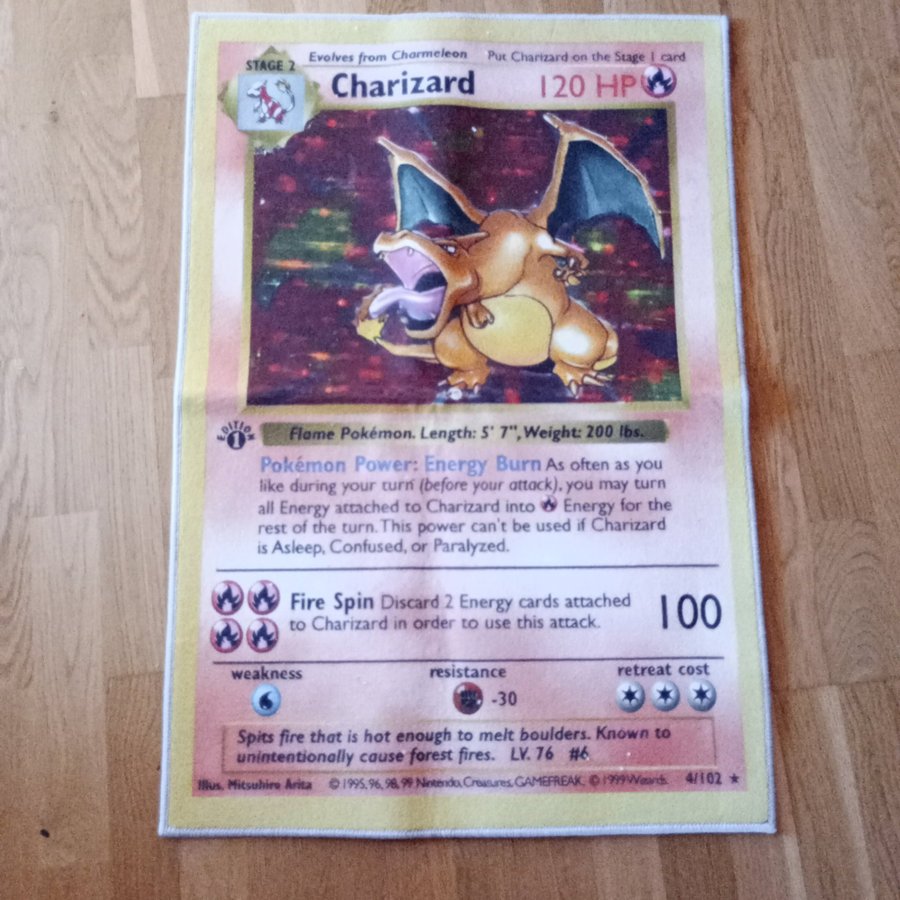 Evolves from Charmeleon Put Charizard on the Stage 1 card
STAGE 2
Charizard 120 HP
EDITION
1
Flame Pokémon. Length: 5' 7", Weight: 200 lbs.
Pokémon Power: Energy Burn As often as you
like during your turn (before your attack), you may turn
all Energy attached to Charizard into Energy for the
rest of the turn. This power can't be used if Charizard
is Asleep, Confused, or Paralyzed.
Fire Spin Discard 2 Energy cards attached
to Charizard in order to use this attack.
100
weakness resistance retreat cost
-30
Spits fire that is hot enough to melt boulders. Known to
unintentionally cause forest fires. LV. 76 #6
Illus. Mitsuhiro Arita © 1995, 96, 98, 99 Nintendo, Creatures, GAMEFREAK. © 1999 Wizards. 4/102 ★